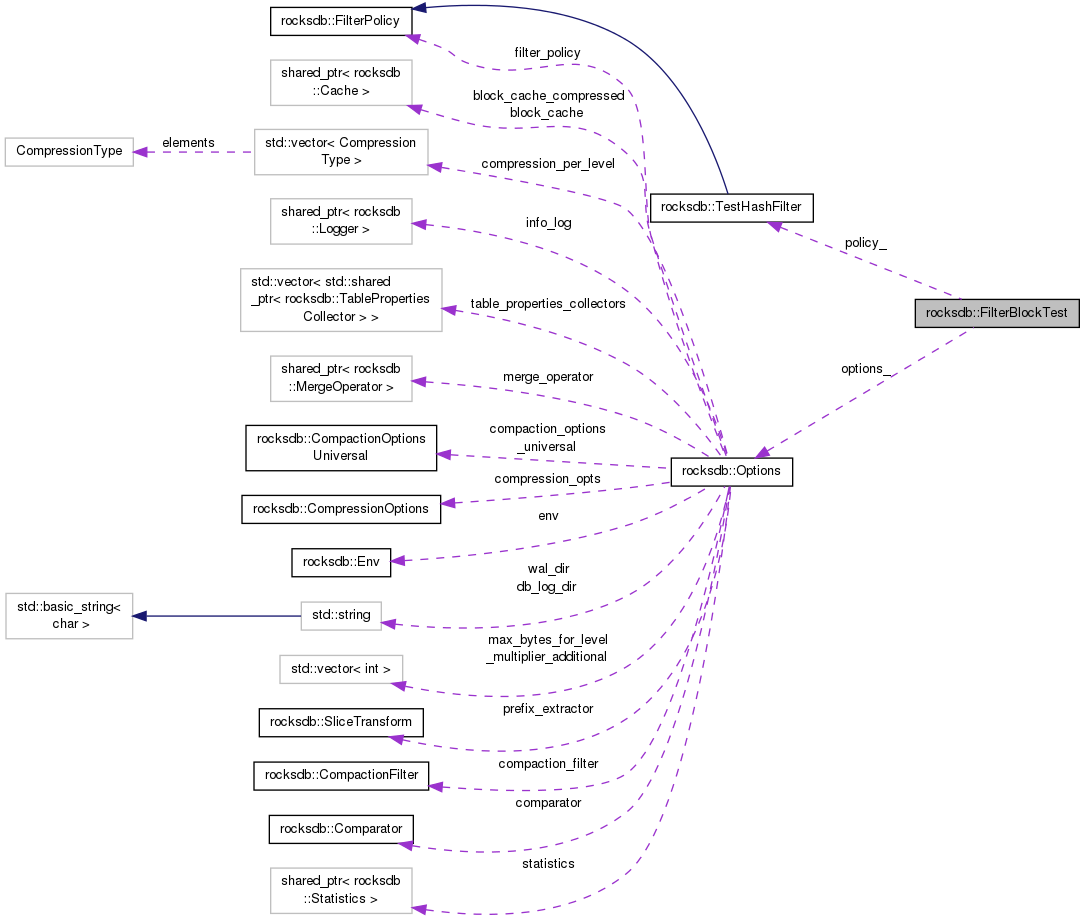 rocksdb::FilterPolicy
filter_policy
shared_ptr< rocksdb
::Cache >
block_cache_compressed
block_cache
CompressionType
elements
std::vector< Compression
Type >
compression_per_level
shared_ptr< rocksdb
::Logger >
info_log
rocksdb::TestHashFilter
policy_
std::vector< std::shared
_ptr< rocksdb::TableProperties
Collector > >
table_properties_collectors
rocksdb::FilterBlockTest
options_
shared_ptr< rocksdb
::MergeOperator >
merge_operator
rocksdb::CompactionOptions
Universal
compaction_options
_universal
rocksdb::Options
rocksdb::CompressionOptions
compression_opts
rocksdb::Env
env
std::basic_string<
char >
std::string
wal_dir
db_log_dir
std::vector< int >
max_bytes_for_level
_multiplier_additional
rocksdb::SliceTransform
prefix_extractor
rocksdb::CompactionFilter
compaction_filter
rocksdb::Comparator
comparator
shared_ptr< rocksdb
::Statistics >
statistics